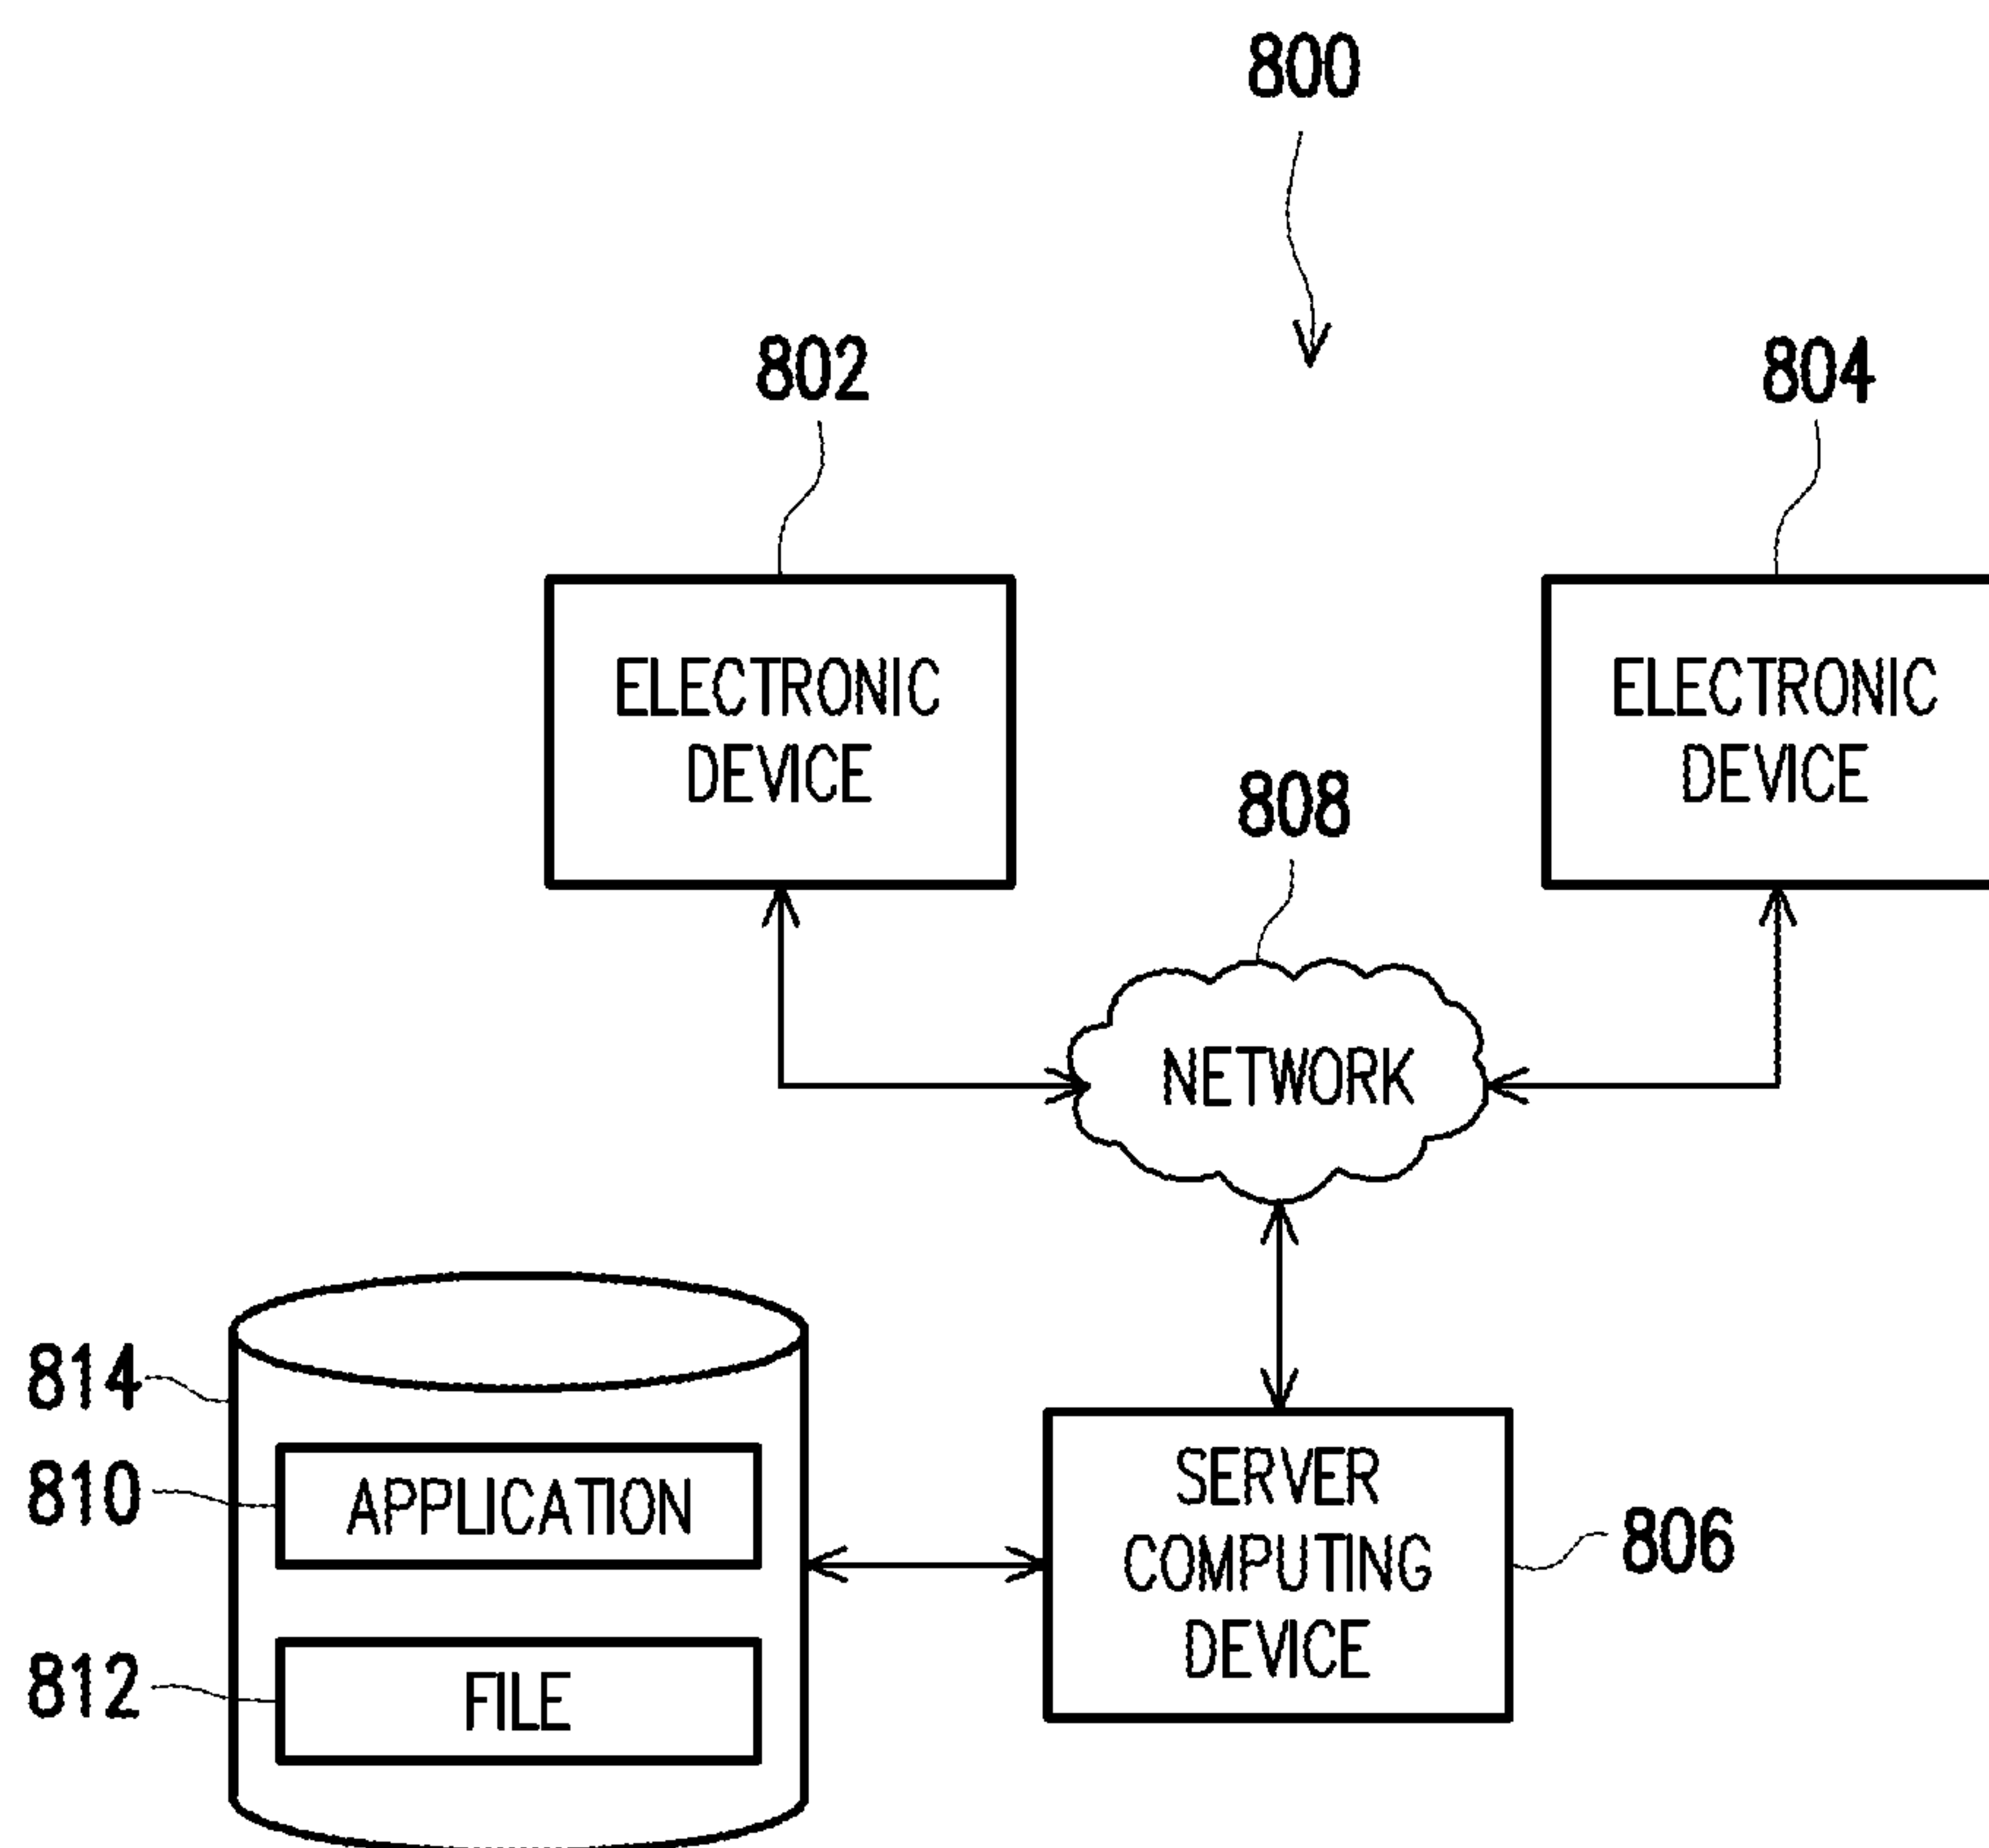 800
802
804
ELECTRONIC
DEVICE
ELECTRONIC
DEVICE
808
NETWORK
814
810
APPLICATION
812
FILE
SERVER
COMPUTING
DEVICE
806